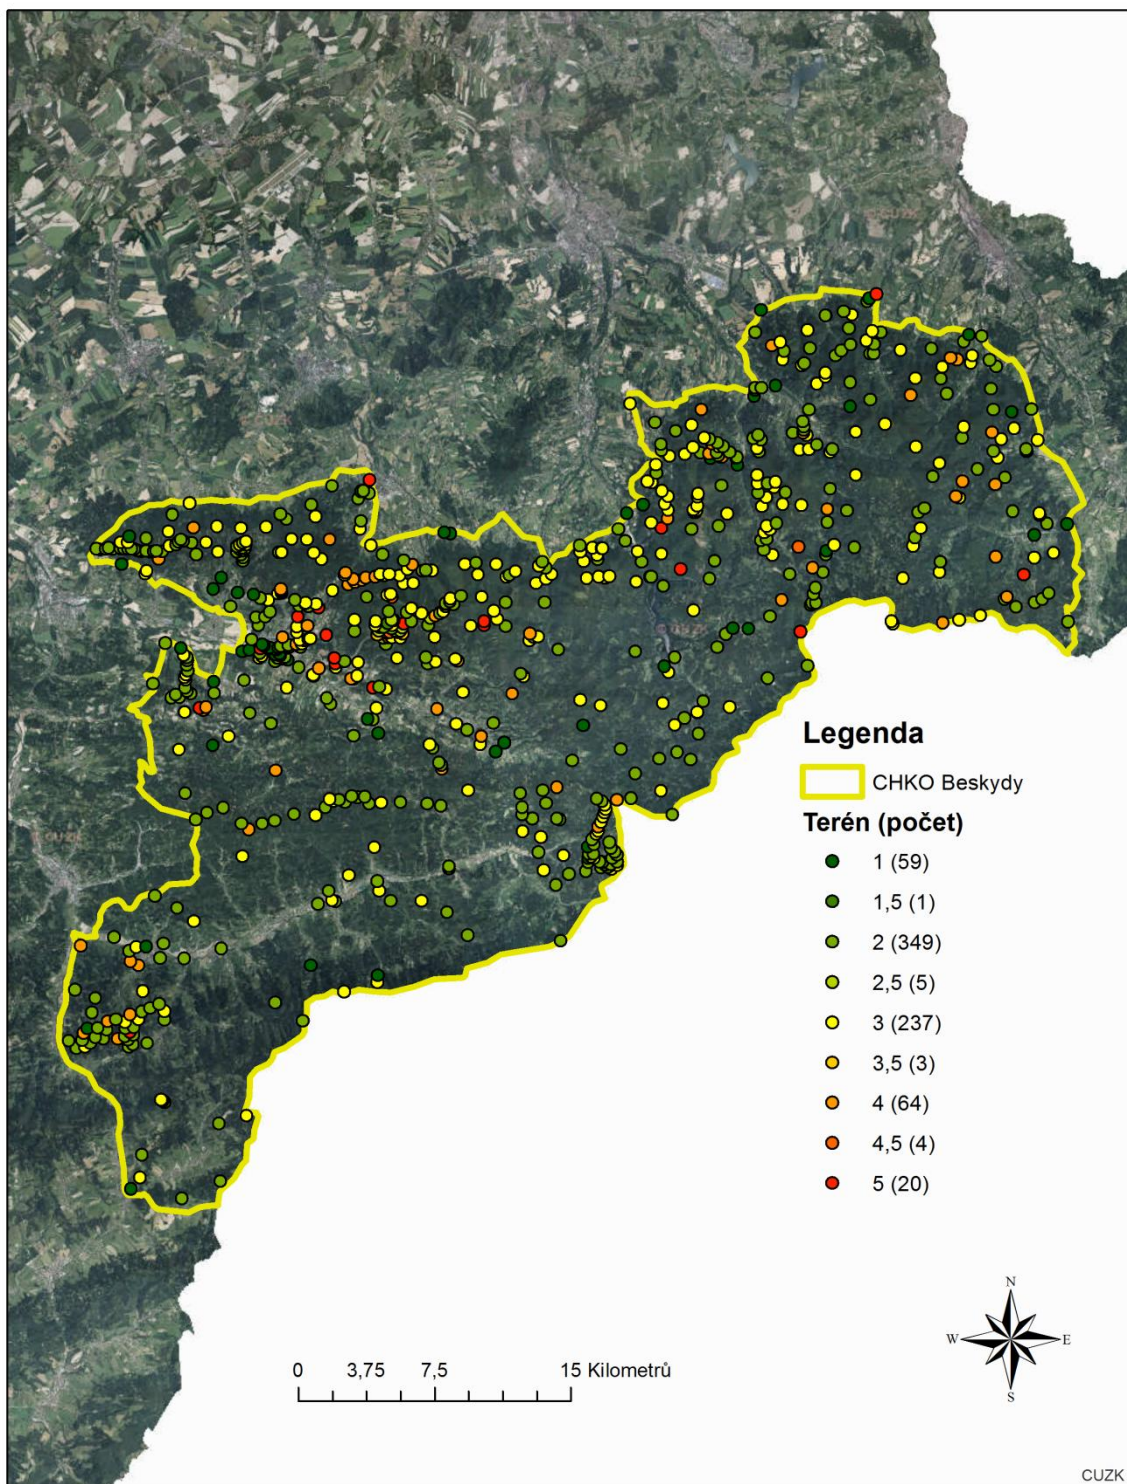 Legenda
CHKO Beskydy
Terén (počet)
1 (59)
1,5 (1)
2 (349)
2,5 (5)
3 (237)
3,5 (3)
4 (64)
4,5 (4)
5 (20)
N
W E
S
0 3,75 7,5 15 Kilometrů
CUZK